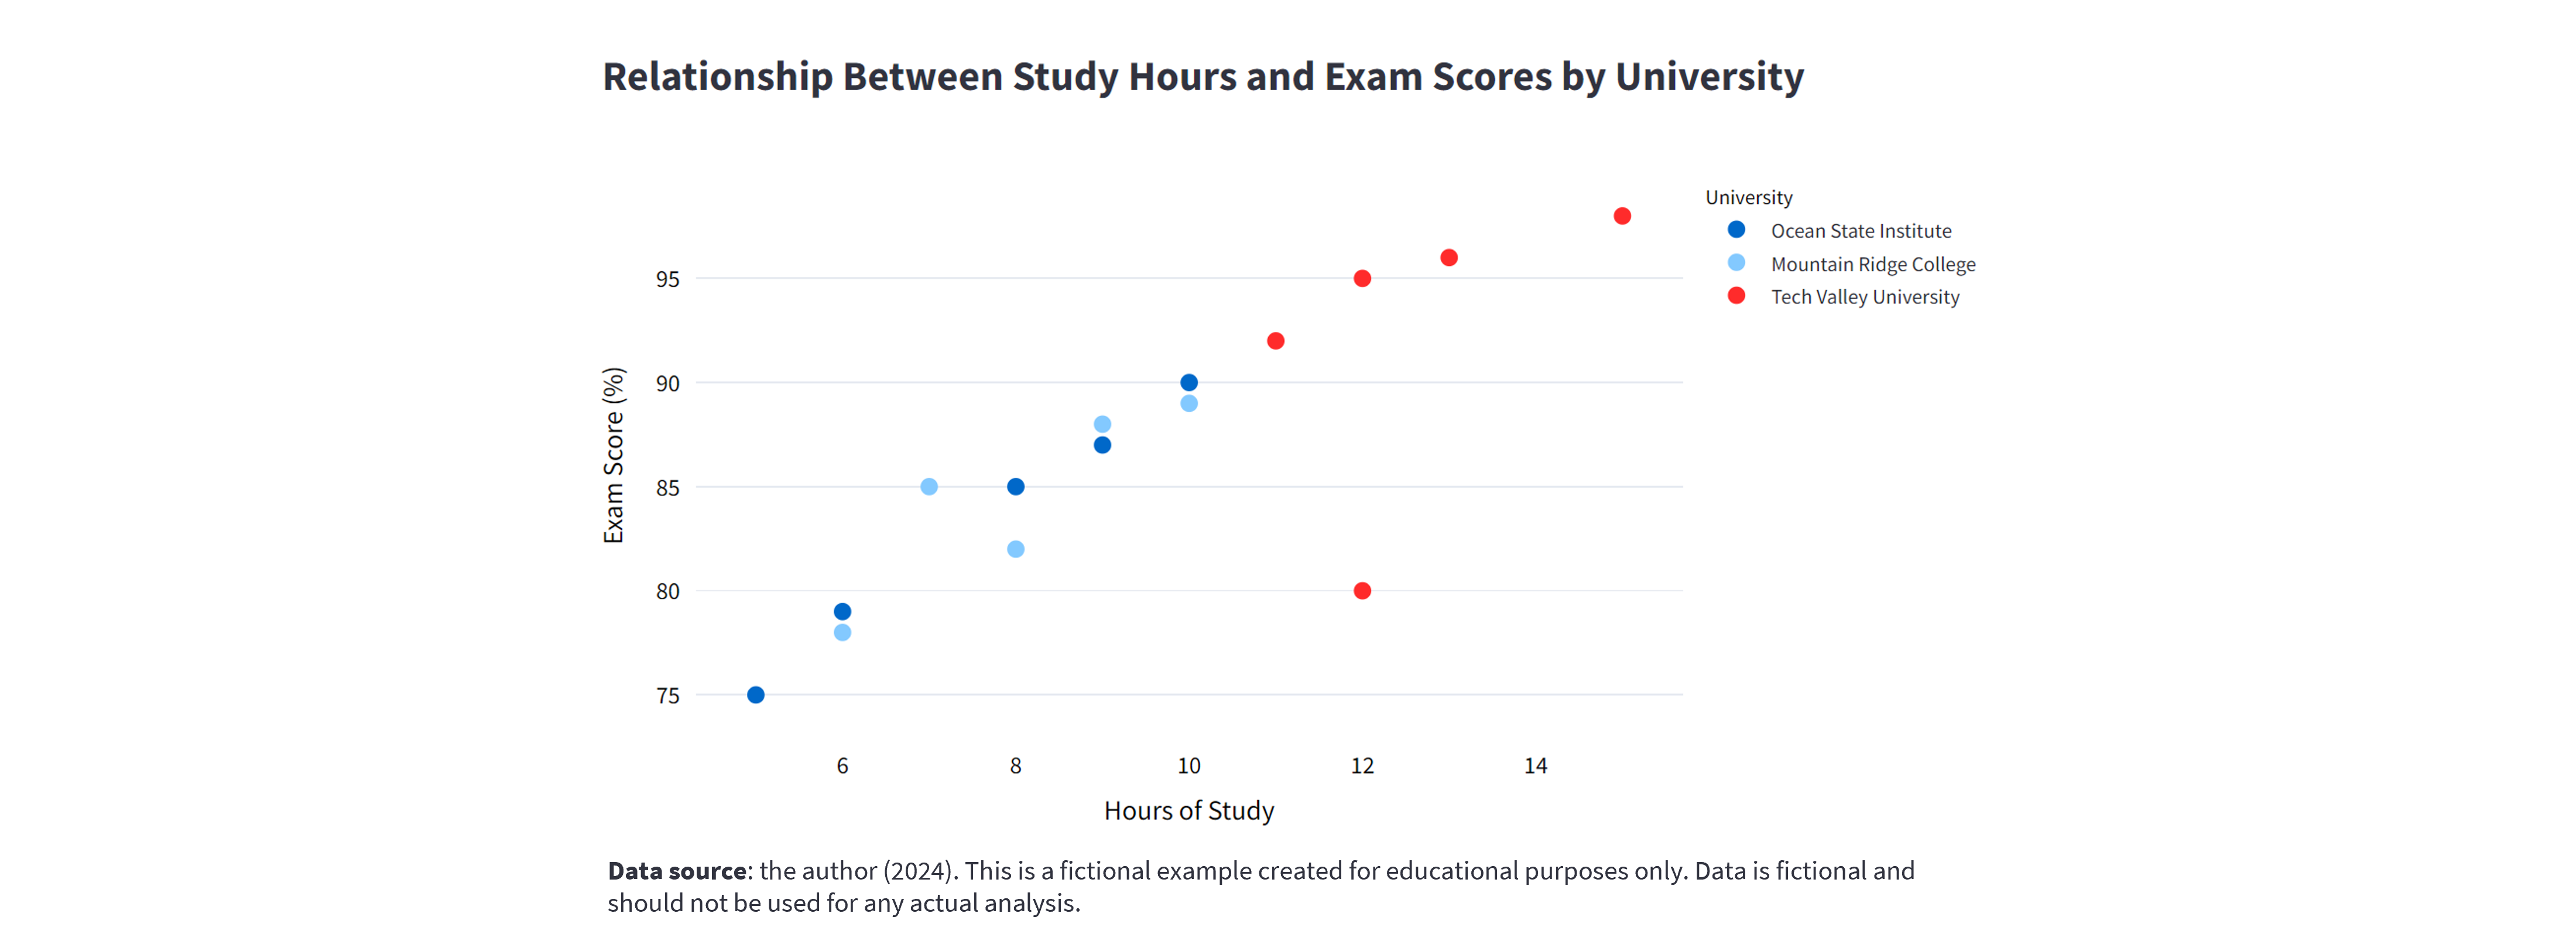 Relationship Between Study Hours and Exam Scores by University
University
Ocean State Institute
Mountain Ridge College
Tech Valley University
Exam Score (%)
95
90
85
80
75
6 8 10 12 14
Hours of Study
Data source: the author (2024). This is a fictional example created for educational purposes only. Data is fictional and
should not be used for any actual analysis.